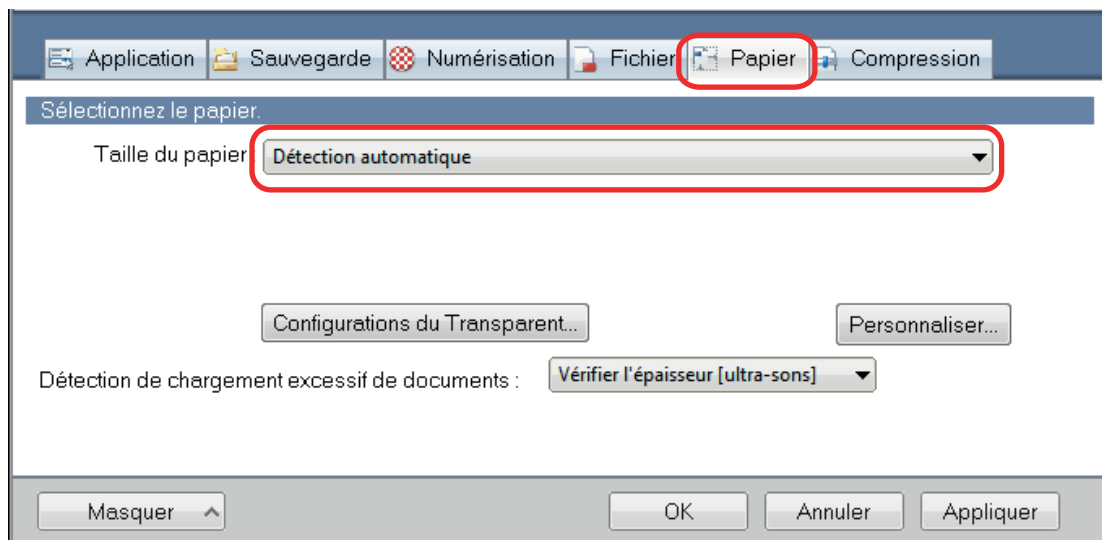 Application Sauvegarde Numérisation Fichier Papier Compression
Sélectionnez le papier.
Taille du papier : Détection automatique
Configurations du Transparent... Personnaliser...
Détection de chargement excessif de documents : Vérifier l'épaisseur [ultra-sons]
Masquer OK Annuler Appliquer